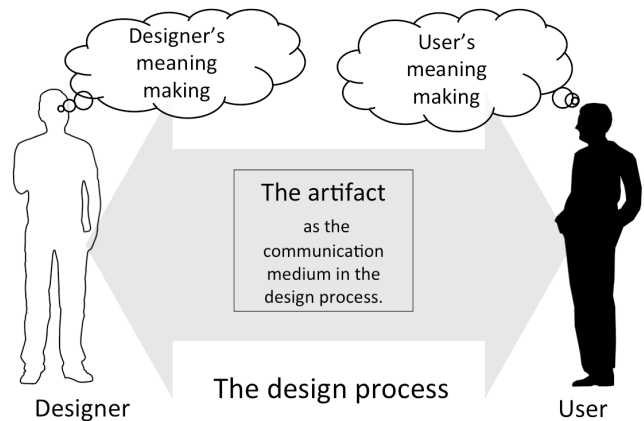 Designer's
meaning
making
User's
meaning
making
The artifact
as the
communication
medium in the
design process.
The design process
Designer
User